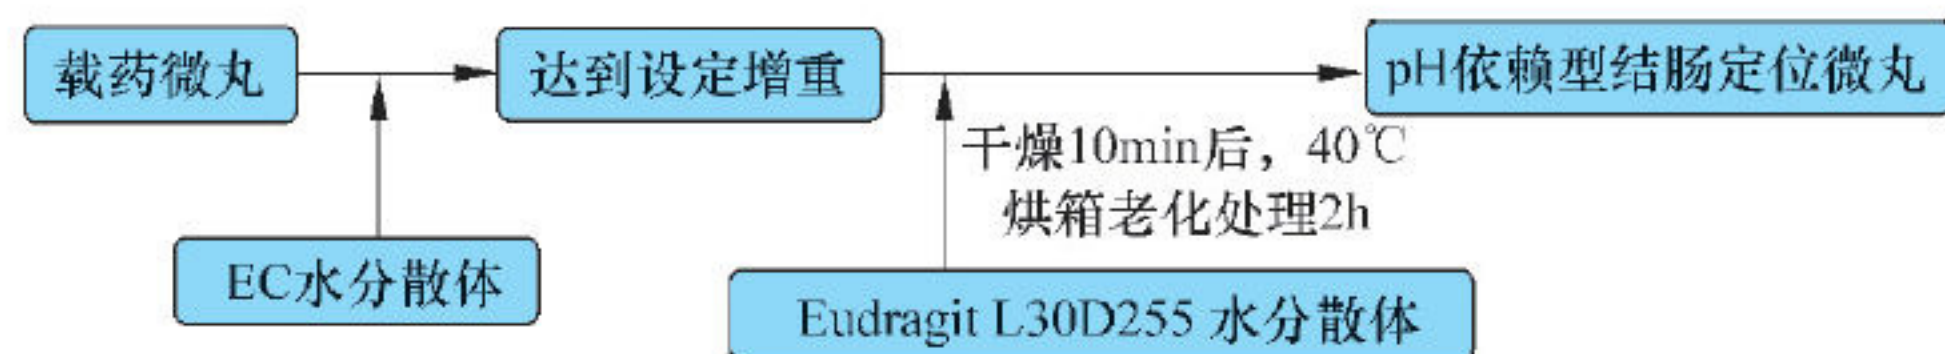 载药微丸
达到设定增重
pH依赖型结肠定位微丸
干燥10min后，40℃
烘箱老化处理2h
EC水分散体
Eudragit L30D255 水分散体